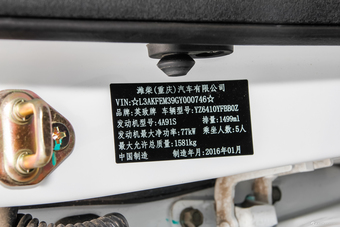 潍柴(重庆)汽车有限公司
VIN:☆L3AKFEM39GY000746☆
品牌:英致牌 车辆型号:YZ6410YFBB0Z
发动机型号:4A91S 排量:1499ml
发动机最大净功率:77kW 乘坐人数:5人
最大允许总质量:1581kg
中国制造 制造年月:2016年01月